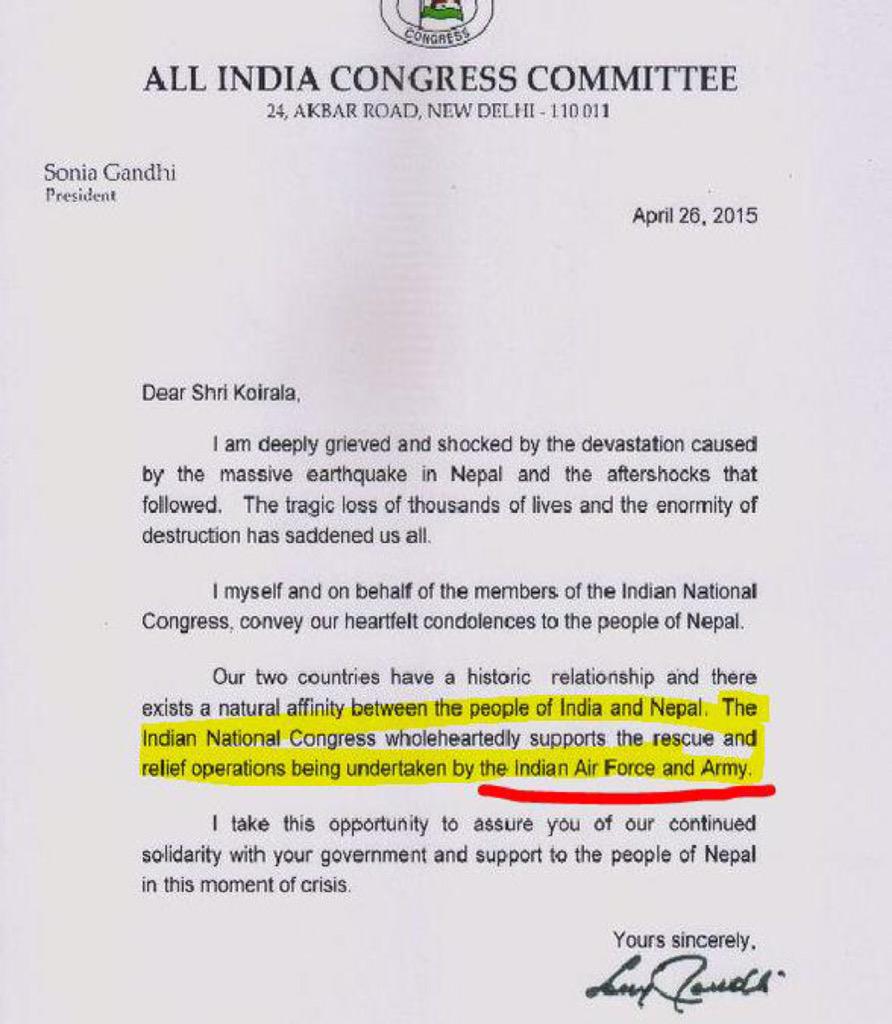 CONGRESS
ALL INDIA CONGRESS COMMITTEE
24, AKBAR ROAD, NEW DELHI - 110 011
Sonia Gandhi
President
April 26, 2015
Dear Shri Koirala,
I am deeply grieved and shocked by the devastation caused
by the massive earthquake in Nepal and the aftershocks that
followed. The tragic loss of thousands of lives and the enormity of
destruction has saddened us all.
I myself and on behalf of the members of the Indian National
Congress, convey our heartfelt condolences to the people of Nepal.
Our two countries have a historic relationship and there
exists a natural affinity between the people of India and Nepal. The
Indian National Congress wholeheartedly supports the rescue and
relief operations being undertaken by the Indian Air Force and Army.
I take this opportunity to assure you of our continued
solidarity with your government and support to the people of Nepal
in this moment of crisis.
Yours sincerely,